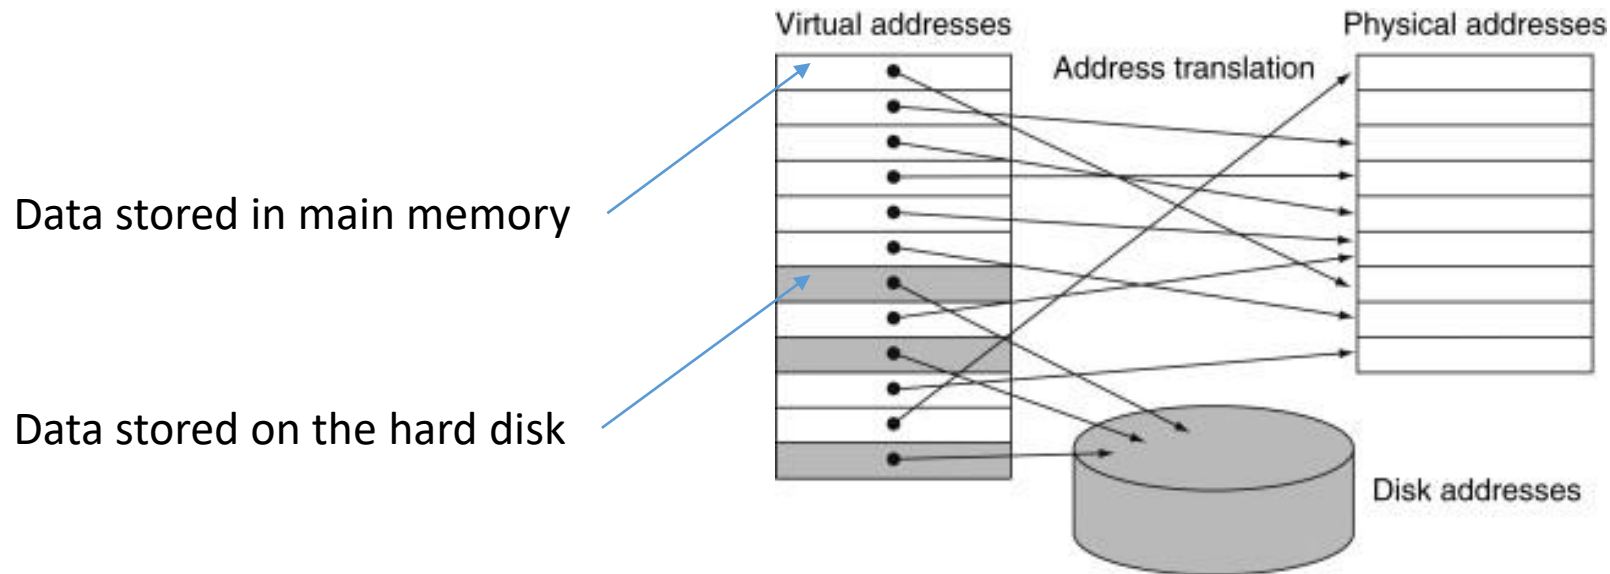 Virtual addresses
Physical addresses
Address translation
Data stored in main memory
Data stored on the hard disk
Disk addresses